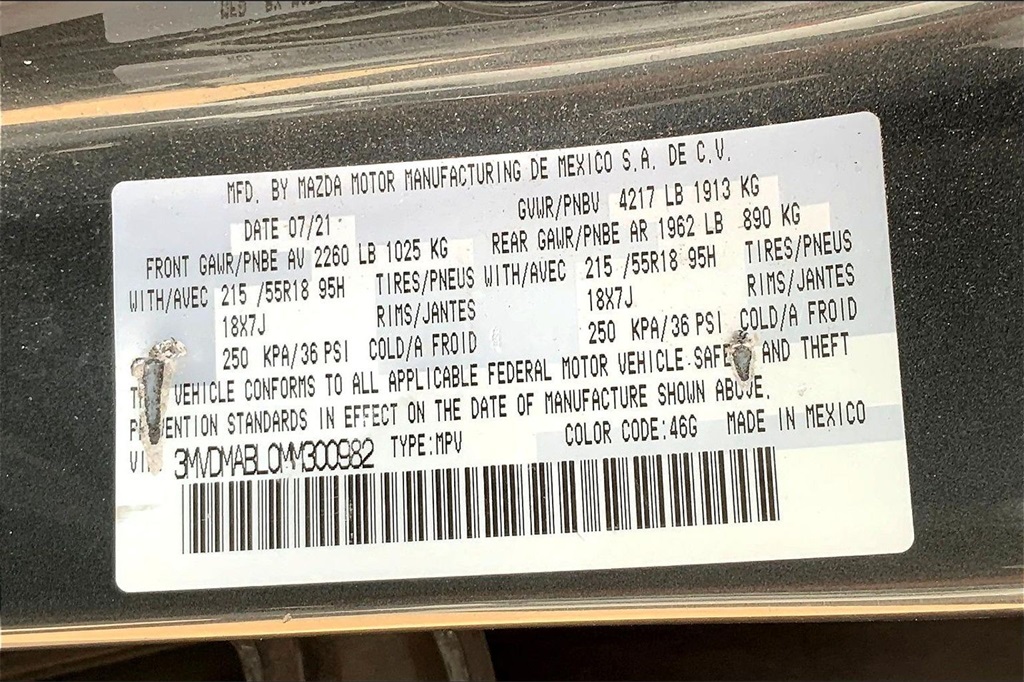 MFD. BY MAZDA MOTOR MANUFACTURING DE MEXICO S.A. DE C.V.
DATE 07/21 GVWR/PNBV 4217 LB 1913 KG
FRONT GAWR/PNBE AV 2260 LB 1025 KG REAR GAWR/PNBE AR 1962 LB 890 KG
WITH/AVEC 215 /55R18 95H TIRES/PNEUS WITH/AVEC 215 /55R18 95H TIRES/PNEUS
18X7J RIMS/JANTES 18X7J RIMS/JANTES
250 KPA/36 PSI COLD/A FROID 250 KPA/36 PSI COLD/A FROID
VEHICLE CONFORMS TO ALL APPLICABLE FEDERAL MOTOR VEHICLE SAFE AND THEFT
VENTION STANDARDS IN EFFECT ON THE DATE OF MANUFACTURE SHOWN ABOVE.
3MVDMABL0MM300982 TYPE:MPV COLOR CODE:46G MADE IN MEXICO